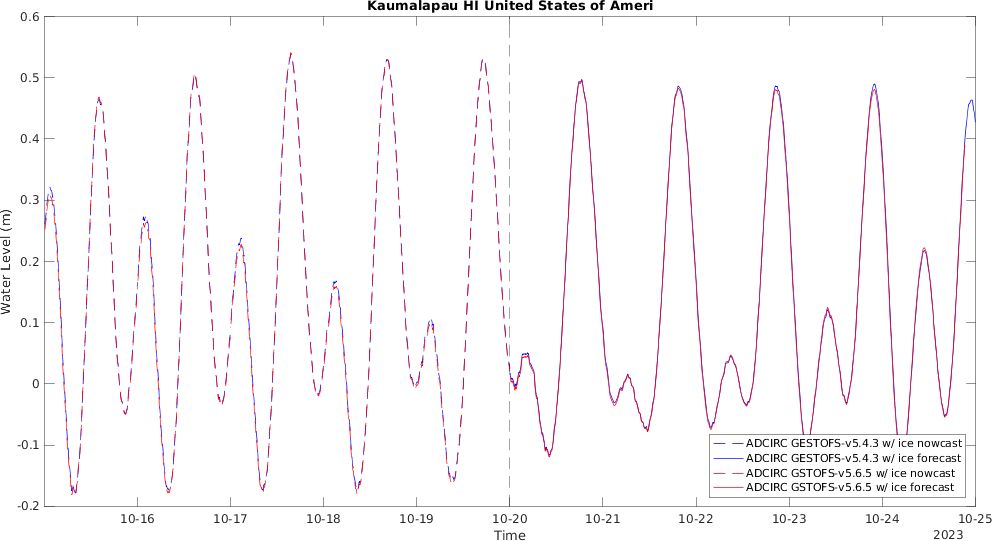 Kaumalapau HI United States of Ameri
0.6
0.5
0.4
0.3
0.2
0.1
0
-0.1
-0.2
Water Level (m)
10-16 10-17 10-18 10-19 10-20 10-21 10-22 10-23 10-24 10-25
Time
2023
ADCIRC GESTOFS-v5.4.3 w/ ice nowcast
ADCIRC GESTOFS-v5.4.3 w/ ice forecast
ADCIRC GSTOFS-v5.6.5 w/ ice nowcast
ADCIRC GSTOFS-v5.6.5 w/ ice forecast